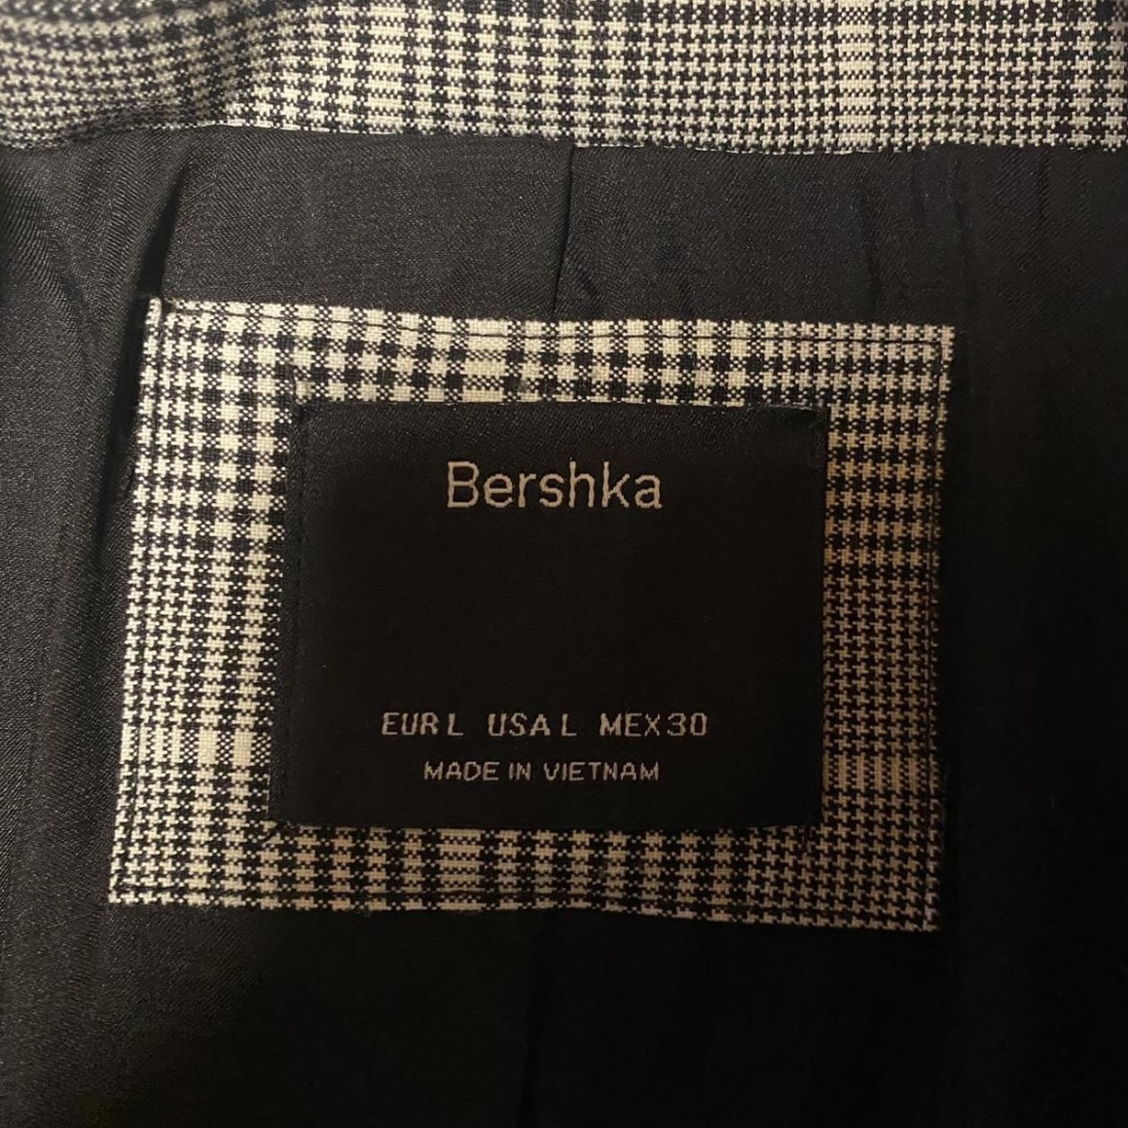 Bershka
EUR L USA L MEX 30
MADE IN VIETNAM